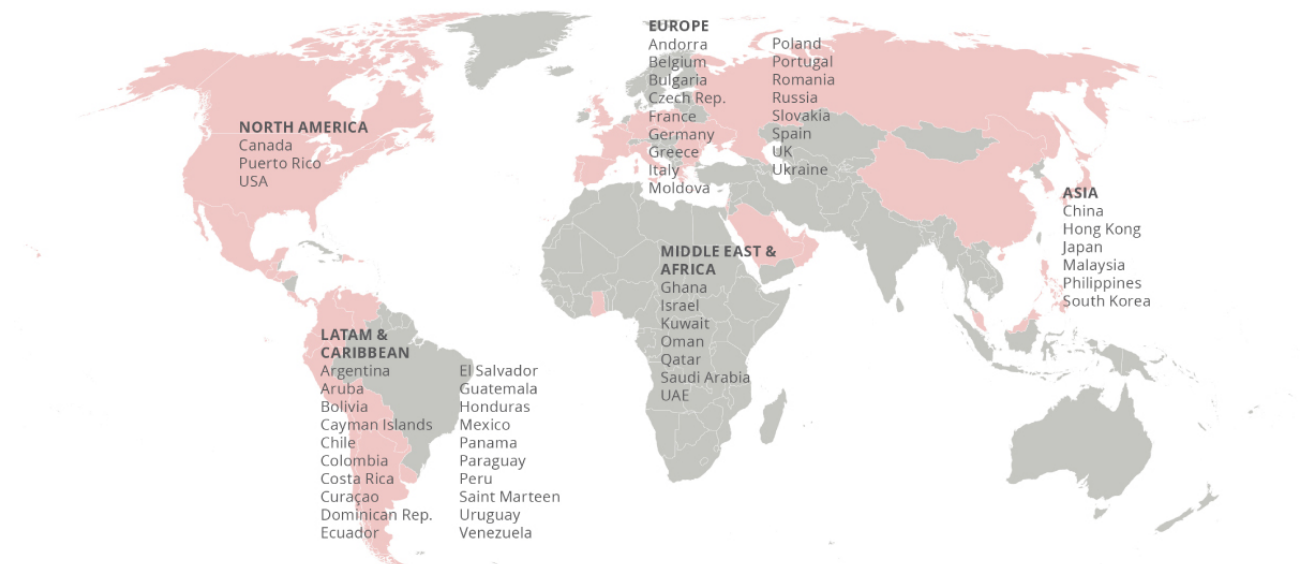 NORTH AMERICA
Canada
Puerto Rico
USA
LATAM &
CARIBBEAN
Argentina
Aruba
Bolivia
Cayman Islands
Chile
Colombia
Costa Rica
Curaçao
Dominican Rep.
Ecuador
El Salvador
Guatemala
Honduras
Mexico
Panama
Paraguay
Peru
Saint Marteen
Uruguay
Venezuela
EUROPE
Andorra
Belgium
Bulgaria
Czech Rep.
France
Germany
Greece
Italy
Moldova
Poland
Portugal
Romania
Russia
Slovakia
Spain
UK
Ukraine
MIDDLE EAST &
AFRICA
Ghana
Israel
Kuwait
Oman
Qatar
Saudi Arabia
UAE
ASIA
China
Hong Kong
Japan
Malaysia
Philippines
South Korea